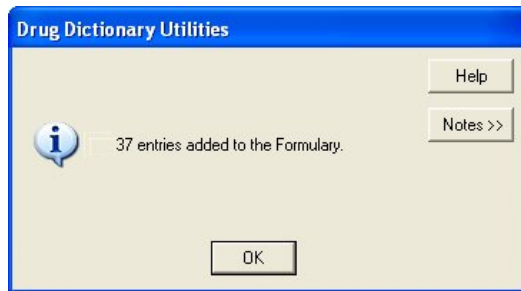 Drug Dictionary Utilities
Help
Notes >>
37 entries added to the Formulary.
OK